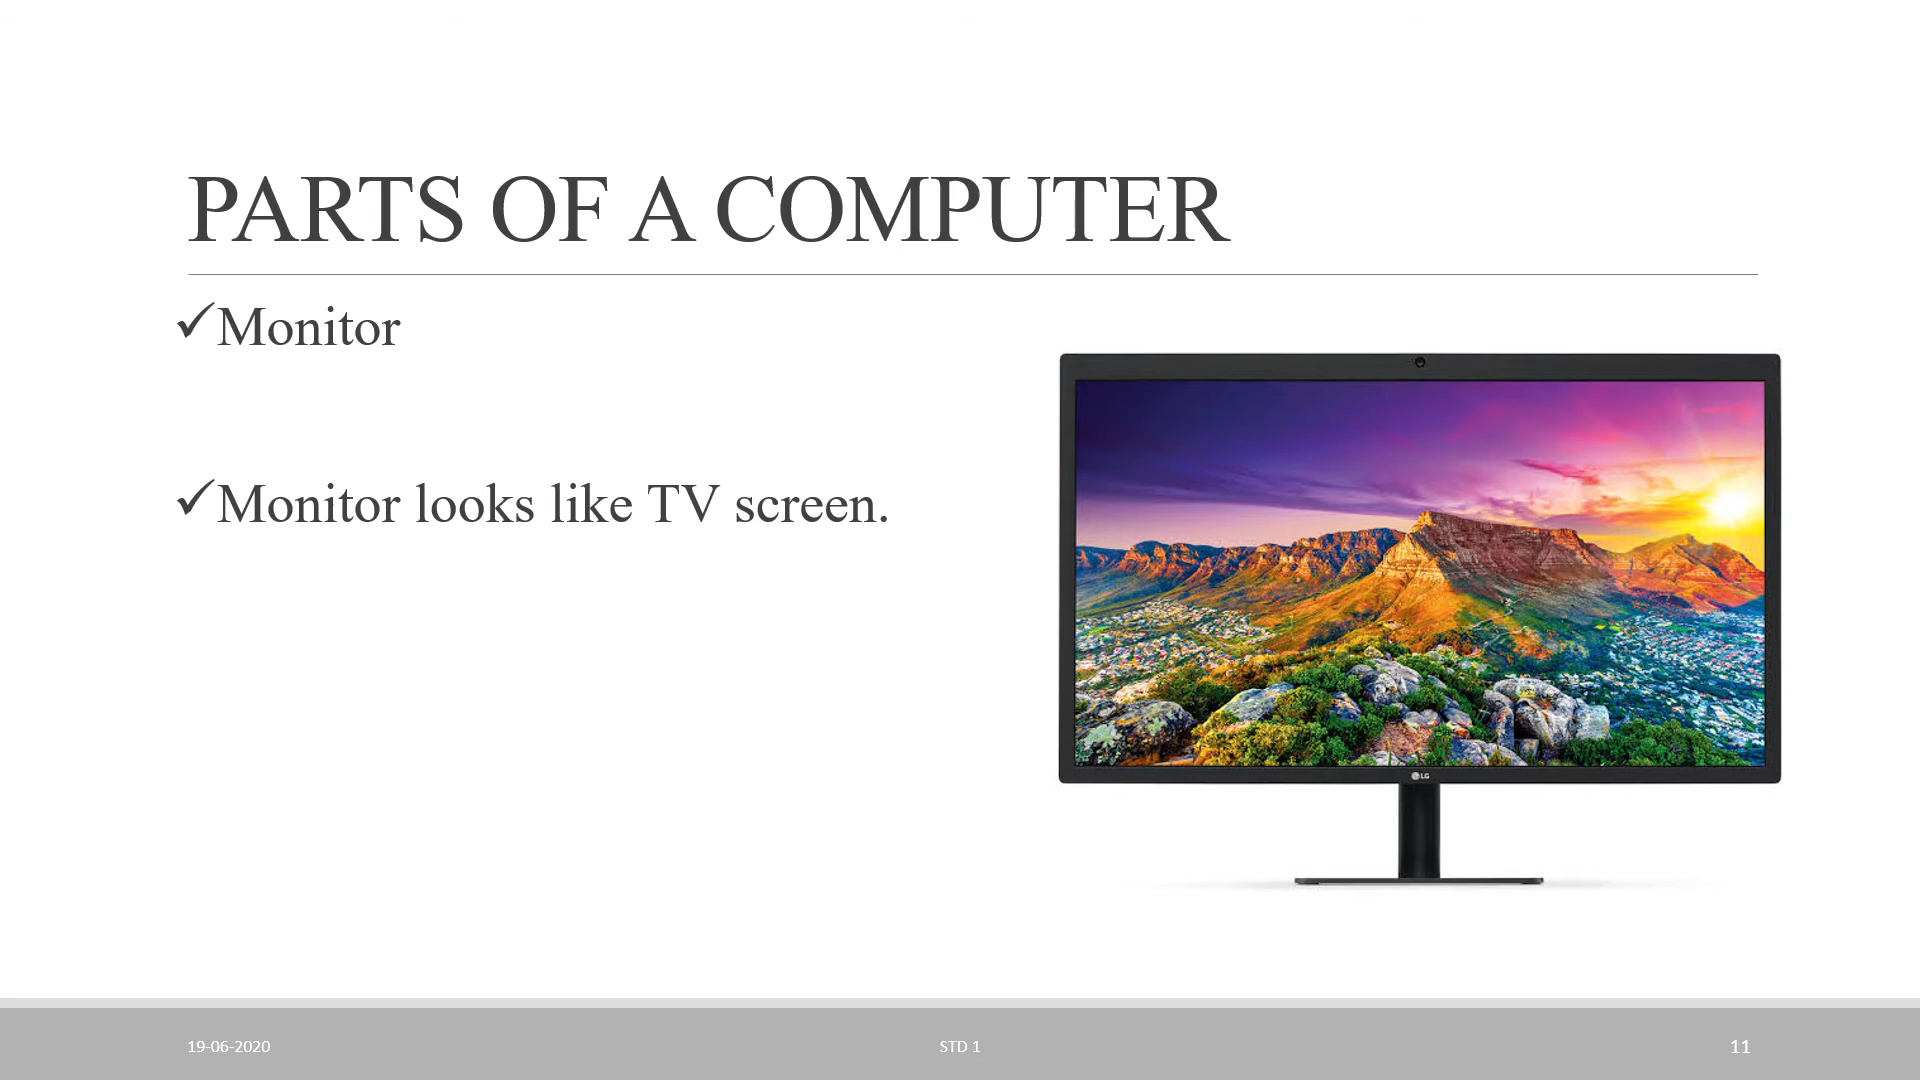 PARTS OF A COMPUTER
✓Monitor
✓Monitor looks like TV screen.
LG
19-06-2020
STD 1
11